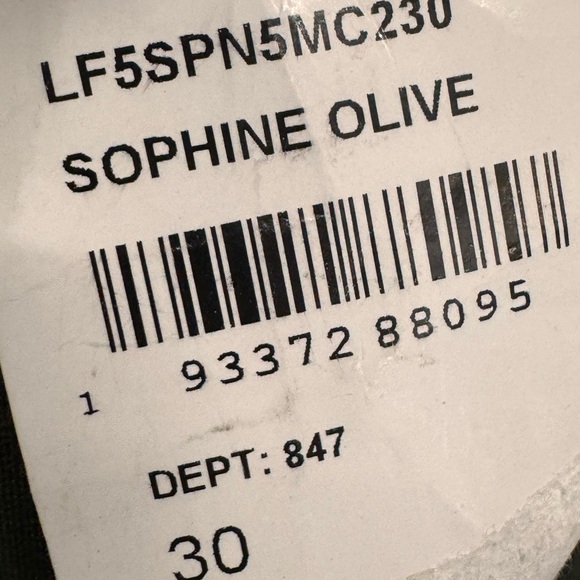 LF5SPN5MC230
SOPHINE OLIVE
1 93372 88095
DEPT: 847
30